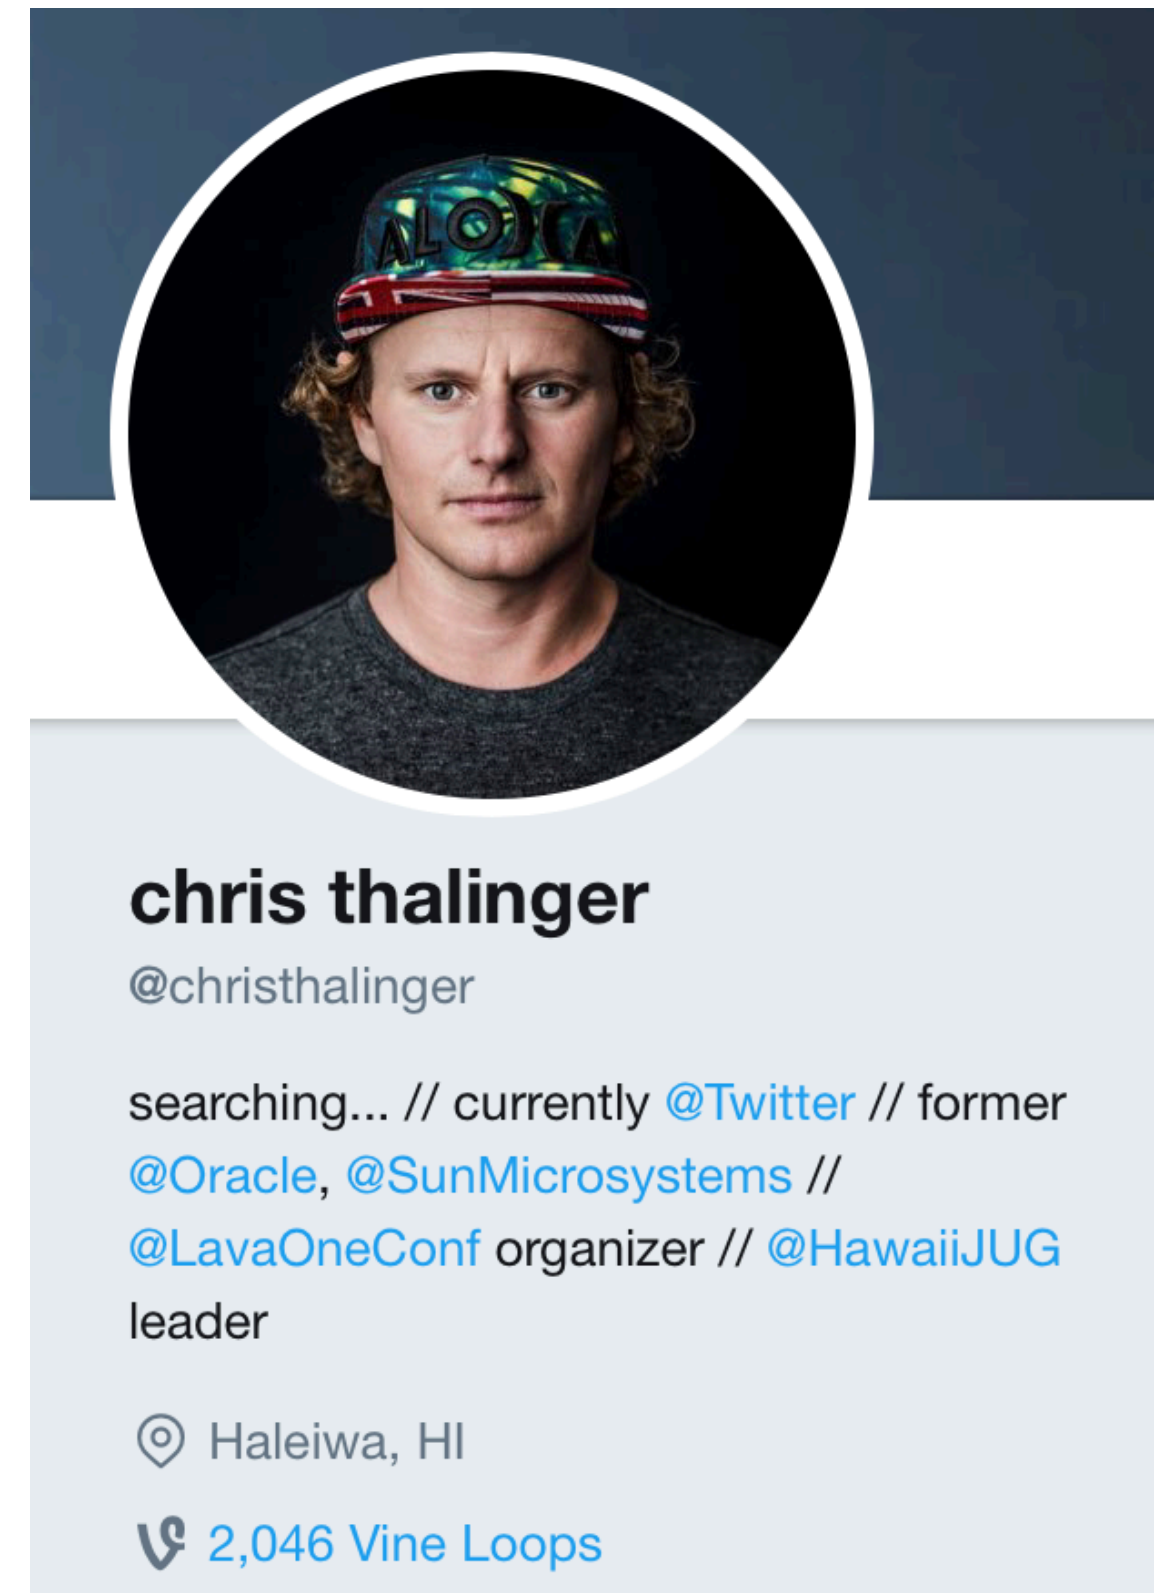 ALOHA
chris thalinger
@christhalinger
searching... // currently @Twitter // former
@Oracle, @SunMicrosystems //
@LavaOneConf organizer // @HawaiiJUG
leader
Haleiwa, HI
2,046 Vine Loops